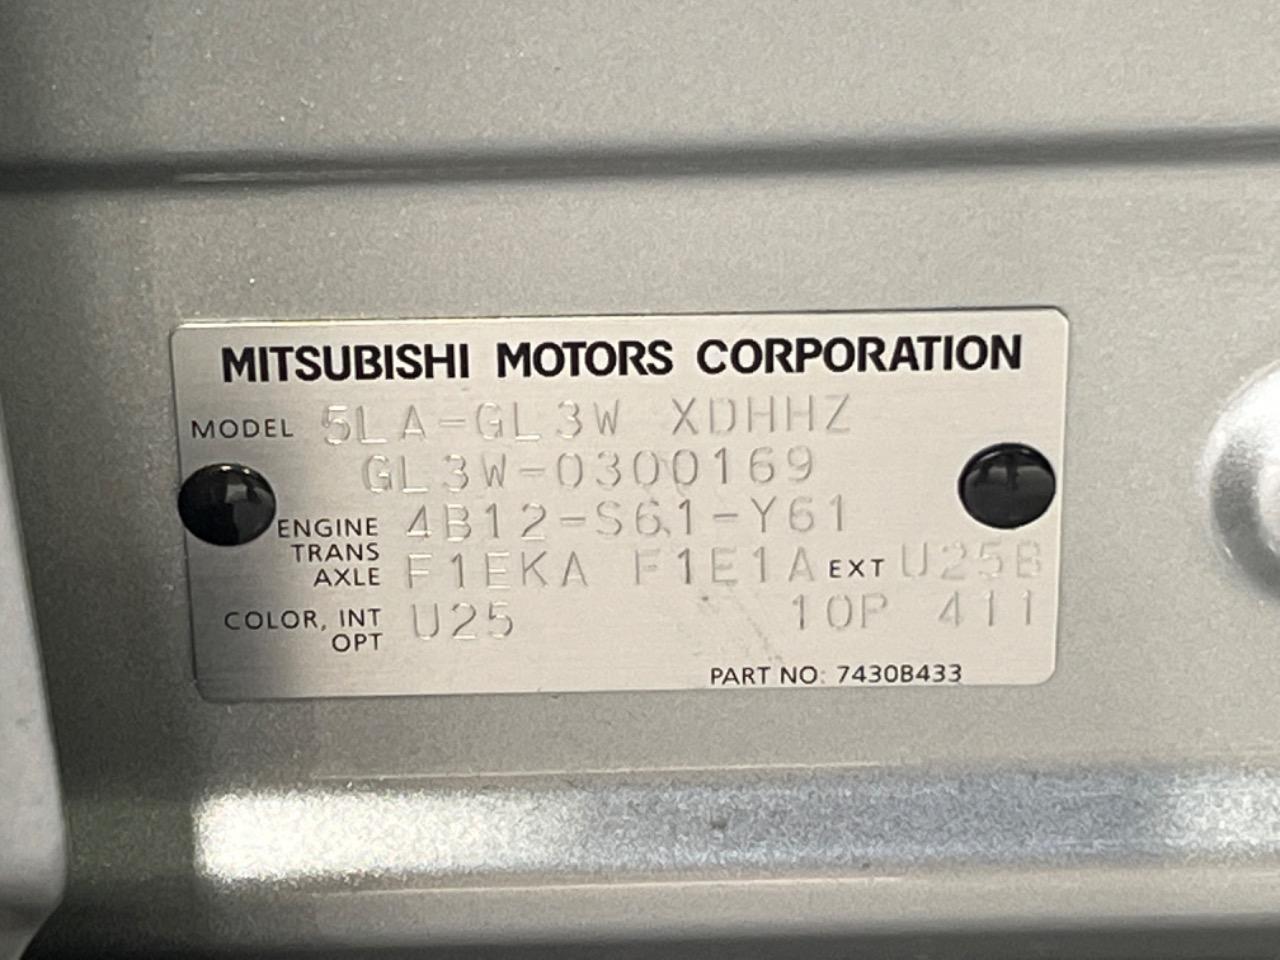 MITSUBISHI MOTORS CORPORATION
MODEL 5LA-GL3W XDHHZ
GL3W-0300169
ENGINE 4B12-S61-Y61
TRANS
AXLE F1EKA F1E1A EXT U25B
COLOR, INT U25 10P 411
OPT
PART NO: 7430B433